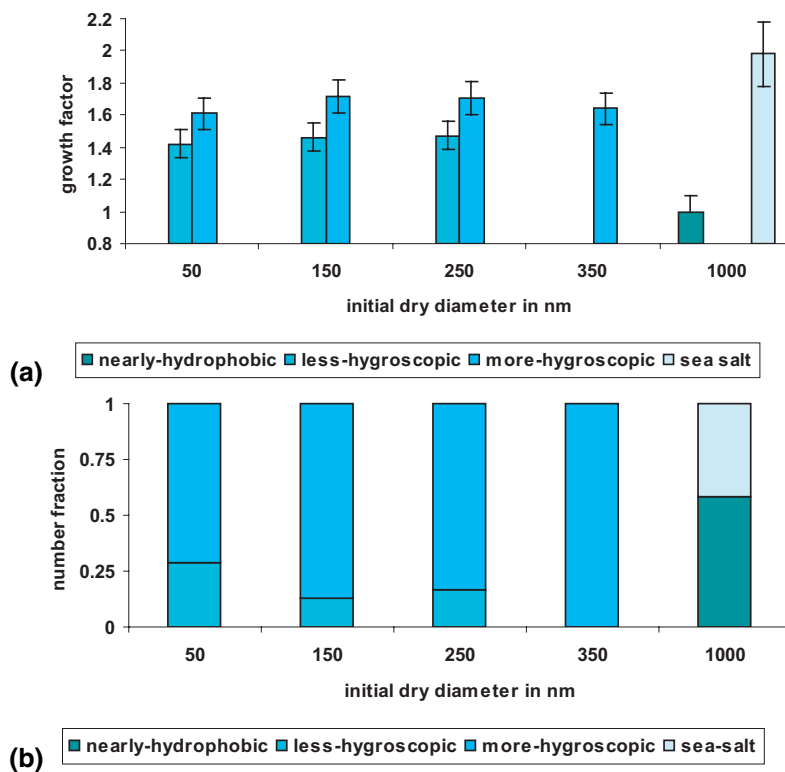 2.2
2
1.8
1.6
1.4
1.2
1
0.8
growth factor
50 150 250 350 1000
initial dry diameter in nm
(a)
nearly-hydrophobic less-hygroscopic more-hygroscopic sea salt
1
0.75
0.5
0.25
0
number fraction
50 150 250 350 1000
initial dry diameter in nm
(b)
nearly-hydrophobic less-hygroscopic more-hygroscopic sea-salt